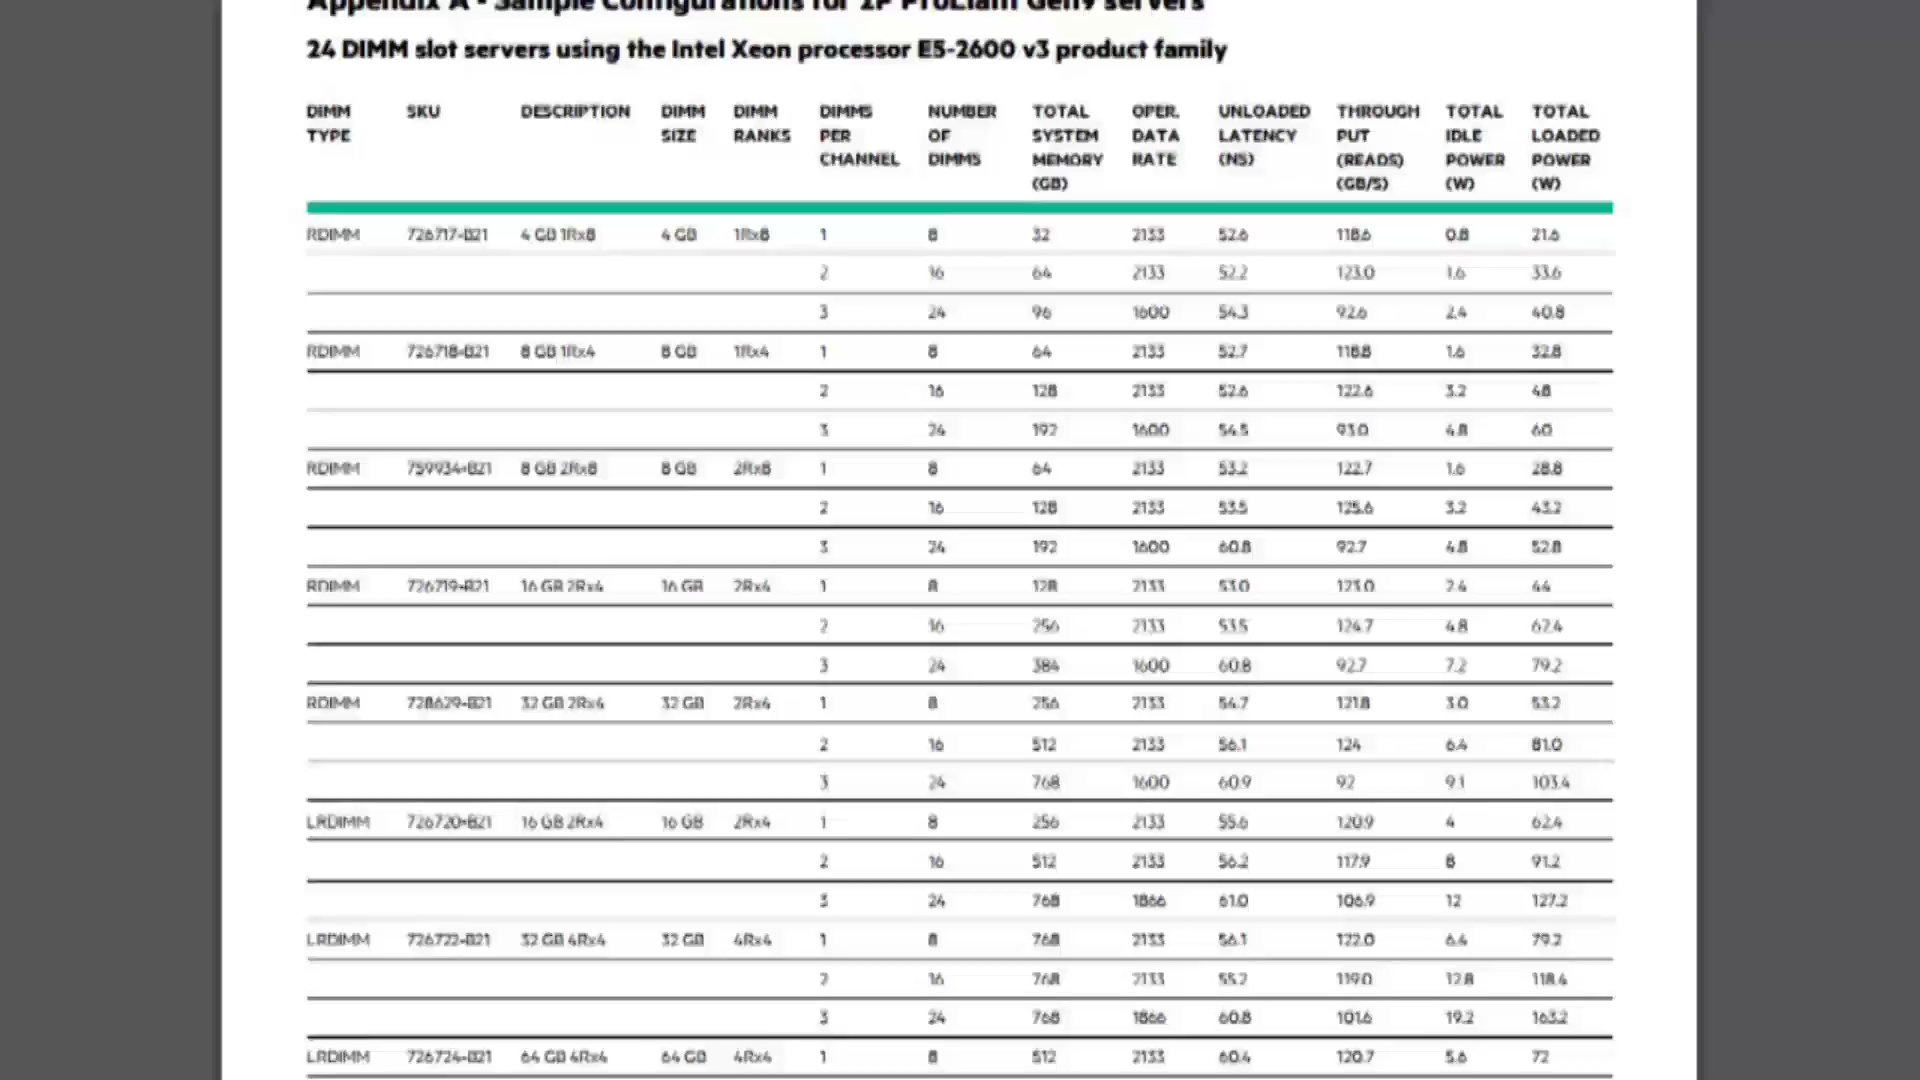 Appendix A - Sample Configurations for 2P ProLiant Gen9 servers
24 DIMM slot servers using the Intel Xeon processor E5-2600 v3 product family
DIMM TYPE SKU DESCRIPTION DIMM SIZE DIMM RANKS DIMMS PER CHANNEL NUMBER OF DIMMS TOTAL SYSTEM MEMORY (GB) OPER. DATA RATE UNLOADED LATENCY (NS) THROUGH PUT (READS) (GB/S) TOTAL IDLE POWER (W) TOTAL LOADED POWER (W)
RDIMM 726717-B21 4 GB 1Rx8 4 GB 1Rx8 1 8 32 2133 52.6 118.6 0.8 21.6
2 16 64 2133 52.2 123.0 1.6 33.6
3 24 96 1600 54.3 92.6 2.4 40.8
RDIMM 726718-B21 8 GB 1Rx4 8 GB 1Rx4 1 8 64 2133 52.7 118.8 1.6 32.8
2 16 128 2133 52.6 122.6 3.2 48
3 24 192 1600 54.5 93.0 4.8 60
RDIMM 759934-B21 8 GB 2Rx8 8 GB 2Rx8 1 8 64 2133 53.2 122.7 1.6 28.8
2 16 128 2133 53.5 125.6 3.2 43.2
3 24 192 1600 60.8 92.7 4.8 52.8
RDIMM 726719-B21 16 GB 2Rx4 16 GB 2Rx4 1 8 128 2133 53.0 123.0 2.4 44
2 16 256 2133 53.5 124.7 4.8 62.4
3 24 384 1600 60.8 92.7 7.2 79.2
RDIMM 728629-B21 32 GB 2Rx4 32 GB 2Rx4 1 8 256 2133 54.7 121.8 3.0 53.2
2 16 512 2133 56.1 124 6.4 81.0
3 24 768 1600 60.9 92 9.1 103.4
LRDIMM 726720-B21 16 GB 2Rx4 16 GB 2Rx4 1 8 256 2133 55.6 120.9 4 62.4
2 16 512 2133 56.2 117.9 8 91.2
3 24 768 1866 61.0 106.9 12 127.2
LRDIMM 726722-B21 32 GB 4Rx4 32 GB 4Rx4 1 8 768 2133 56.1 122.0 6.4 79.2
2 16 768 2133 55.2 119.0 12.8 118.4
3 24 768 1866 60.8 101.6 19.2 163.2
LRDIMM 726724-B21 64 GB 4Rx4 64 GB 4Rx4 1 8 512 2133 60.4 120.7 5.6 72